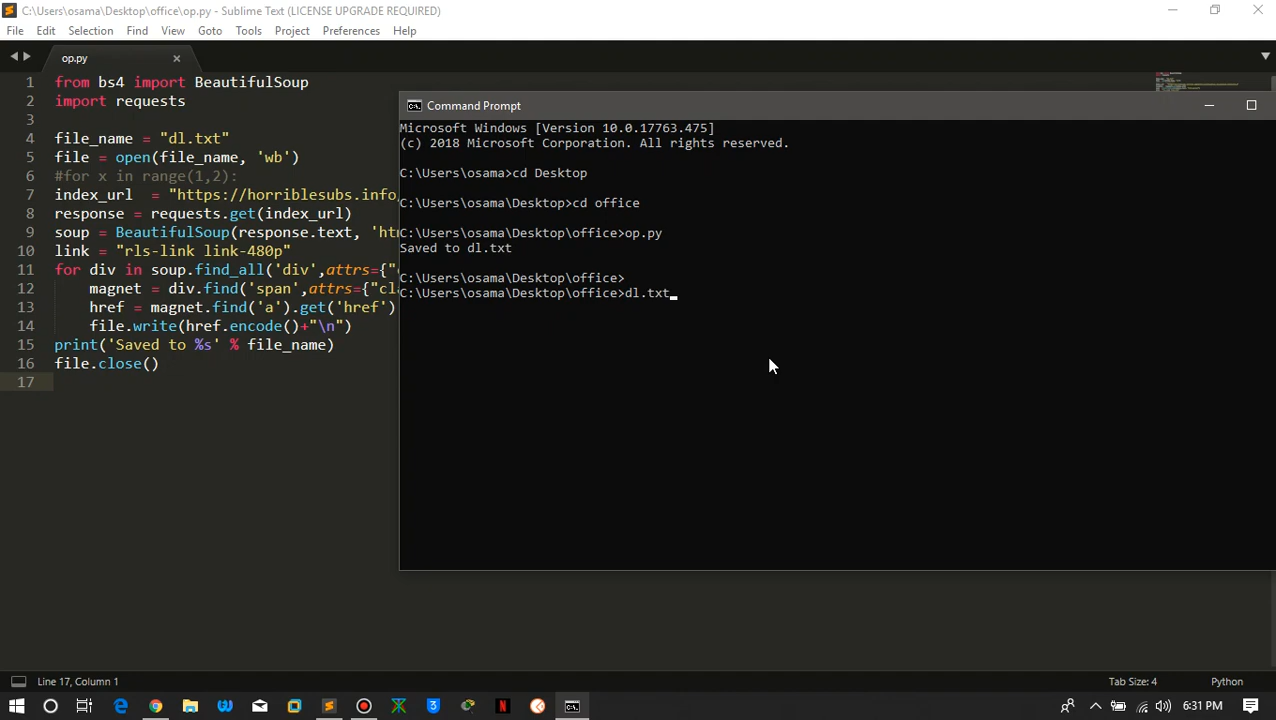 C:\Users\osama\Desktop\office\op.py - Sublime Text (LICENSE UPGRADE REQUIRED)
File Edit Selection Find View Goto Tools Project Preferences Help
op.py
1 from bs4 import BeautifulSoup
2 import requests
3
4 file_name = "dl.txt"
5 file = open(file_name, 'wb')
6 #for x in range(1,2):
7 index_url  = "https://horriblesubs.info
8 response = requests.get(index_url)
9 soup = BeautifulSoup(response.text, 'ht
10 link = "rls-link link-480p"
11 for div in soup.find_all('div',attrs={"
12     magnet = div.find('span',attrs={"cl
13     href = magnet.find('a').get('href')
14     file.write(href.encode()+"\n")
15 print('Saved to %s' % file_name)
16 file.close()
17
Command Prompt
Microsoft Windows [Version 10.0.17763.475]
(c) 2018 Microsoft Corporation. All rights reserved.
C:\Users\osama>cd Desktop
C:\Users\osama\Desktop>cd office
C:\Users\osama\Desktop\office>op.py
Saved to dl.txt
C:\Users\osama\Desktop\office>
C:\Users\osama\Desktop\office>dl.txt
Line 17, Column 1 Tab Size: 4 Python
6:31 PM